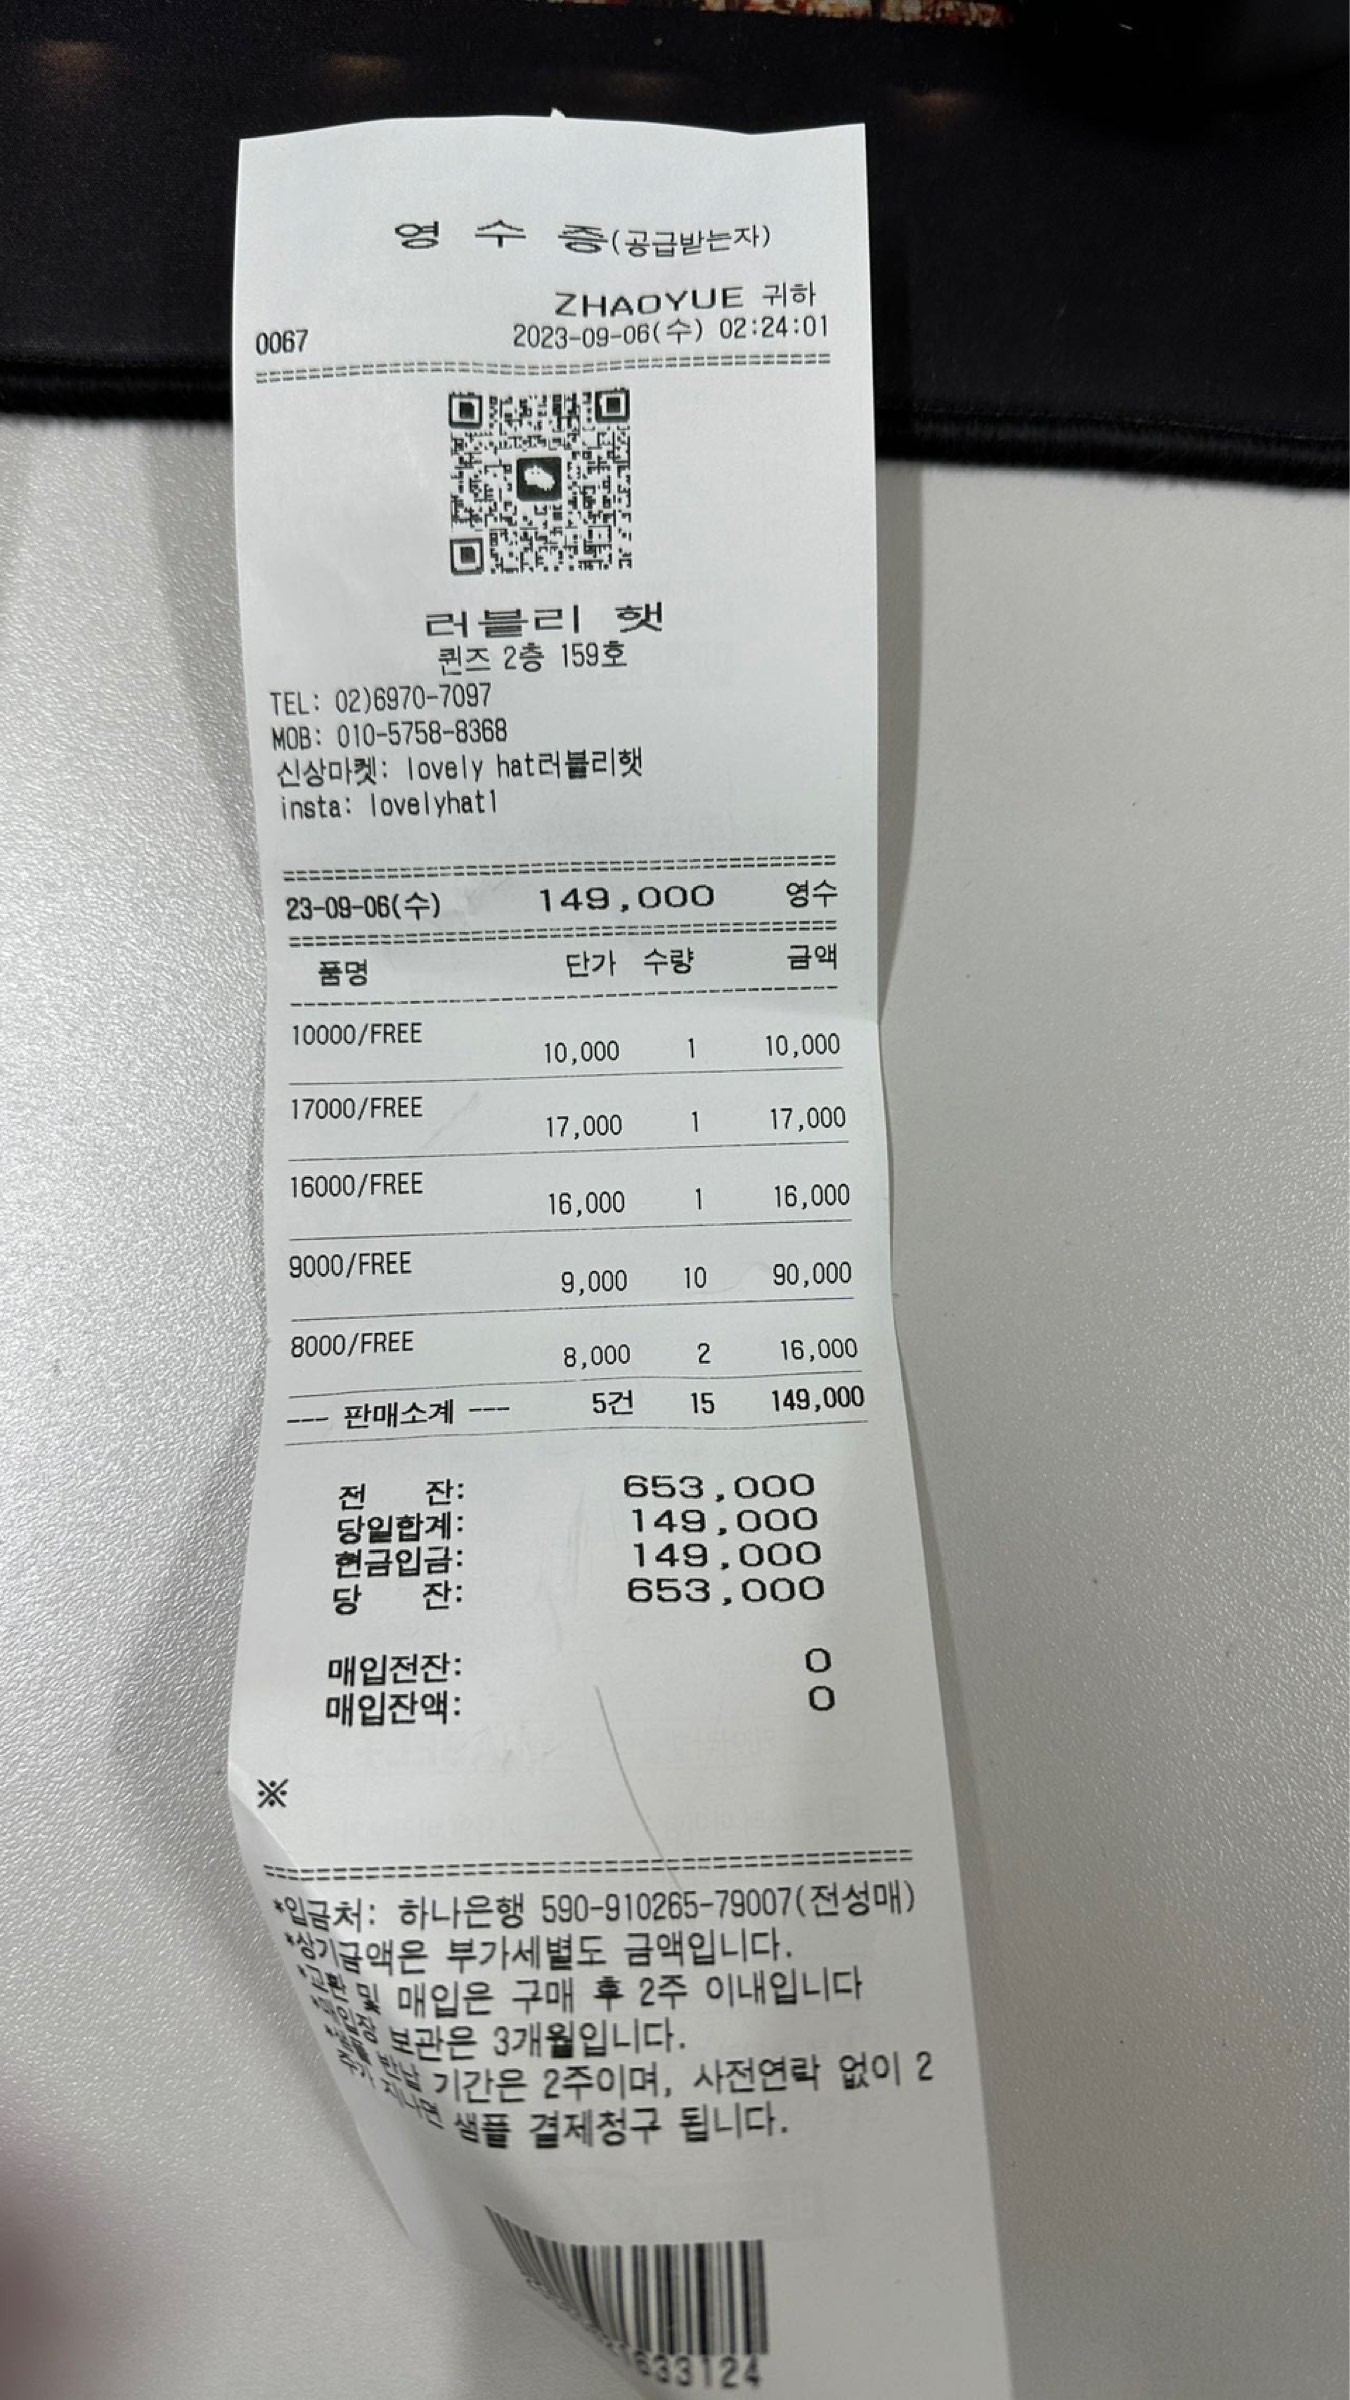 영 수 증(공급받는자)
ZHAOYUE 귀하
0067 2023-09-06(수) 02:24:01
러블리 햇
퀸즈 2층 159호
TEL: 02)6970-7097
MOB: 010-5758-8368
신상마켓: lovely hat러블리햇
insta: lovelyhat1
23-09-06(수) 149,000 영수
품명 단가 수량 금액
10000/FREE
10,000 1 10,000
17000/FREE
17,000 1 17,000
16000/FREE
16,000 1 16,000
9000/FREE
9,000 10 90,000
8000/FREE
8,000 2 16,000
--- 판매소계 --- 5건 15 149,000
전 잔: 653,000
당일합계: 149,000
현금입금: 149,000
당 잔: 653,000
매입전잔: 0
매입잔액: 0
※
*입금처: 하나은행 590-910265-79007(전성매)
*상기금액은 부가세별도 금액입니다.
및 매입은 구매 후 2주 이내입니다
보관은 3개월입니다.
기간은 2주이며, 사전연락 없이 2
샘플 결제청구 됩니다.
633124